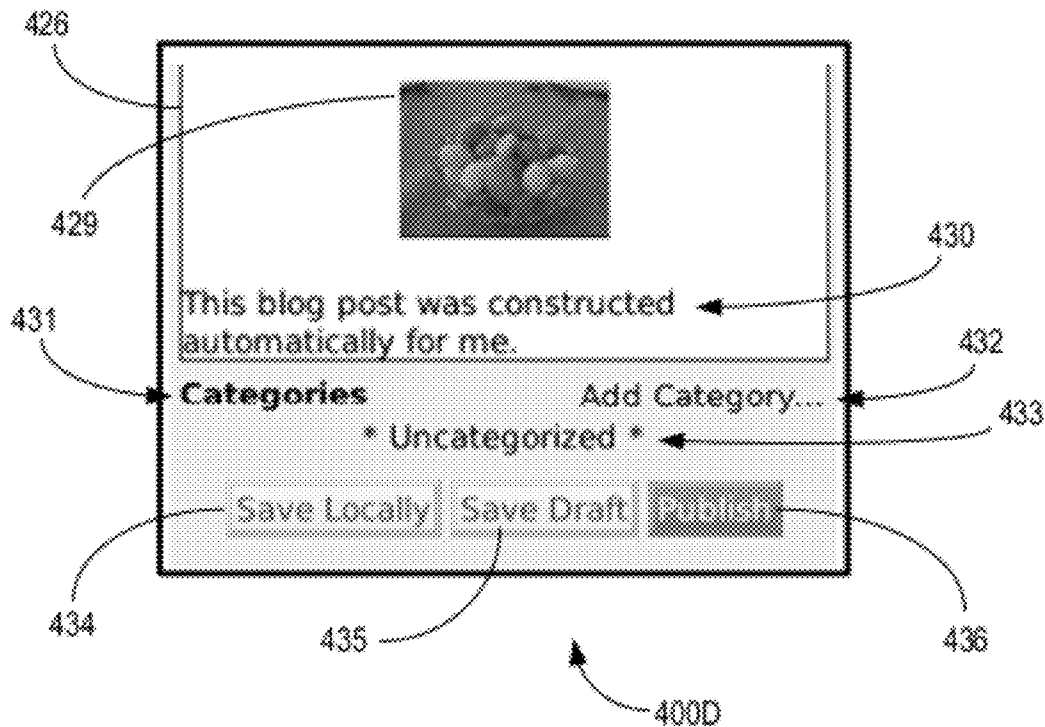 426
429
430
This blog post was constructed
automatically for me.
431
432
Categories Add Category...
433
* Uncategorized *
Save Locally Save Draft
434
435
436
400D